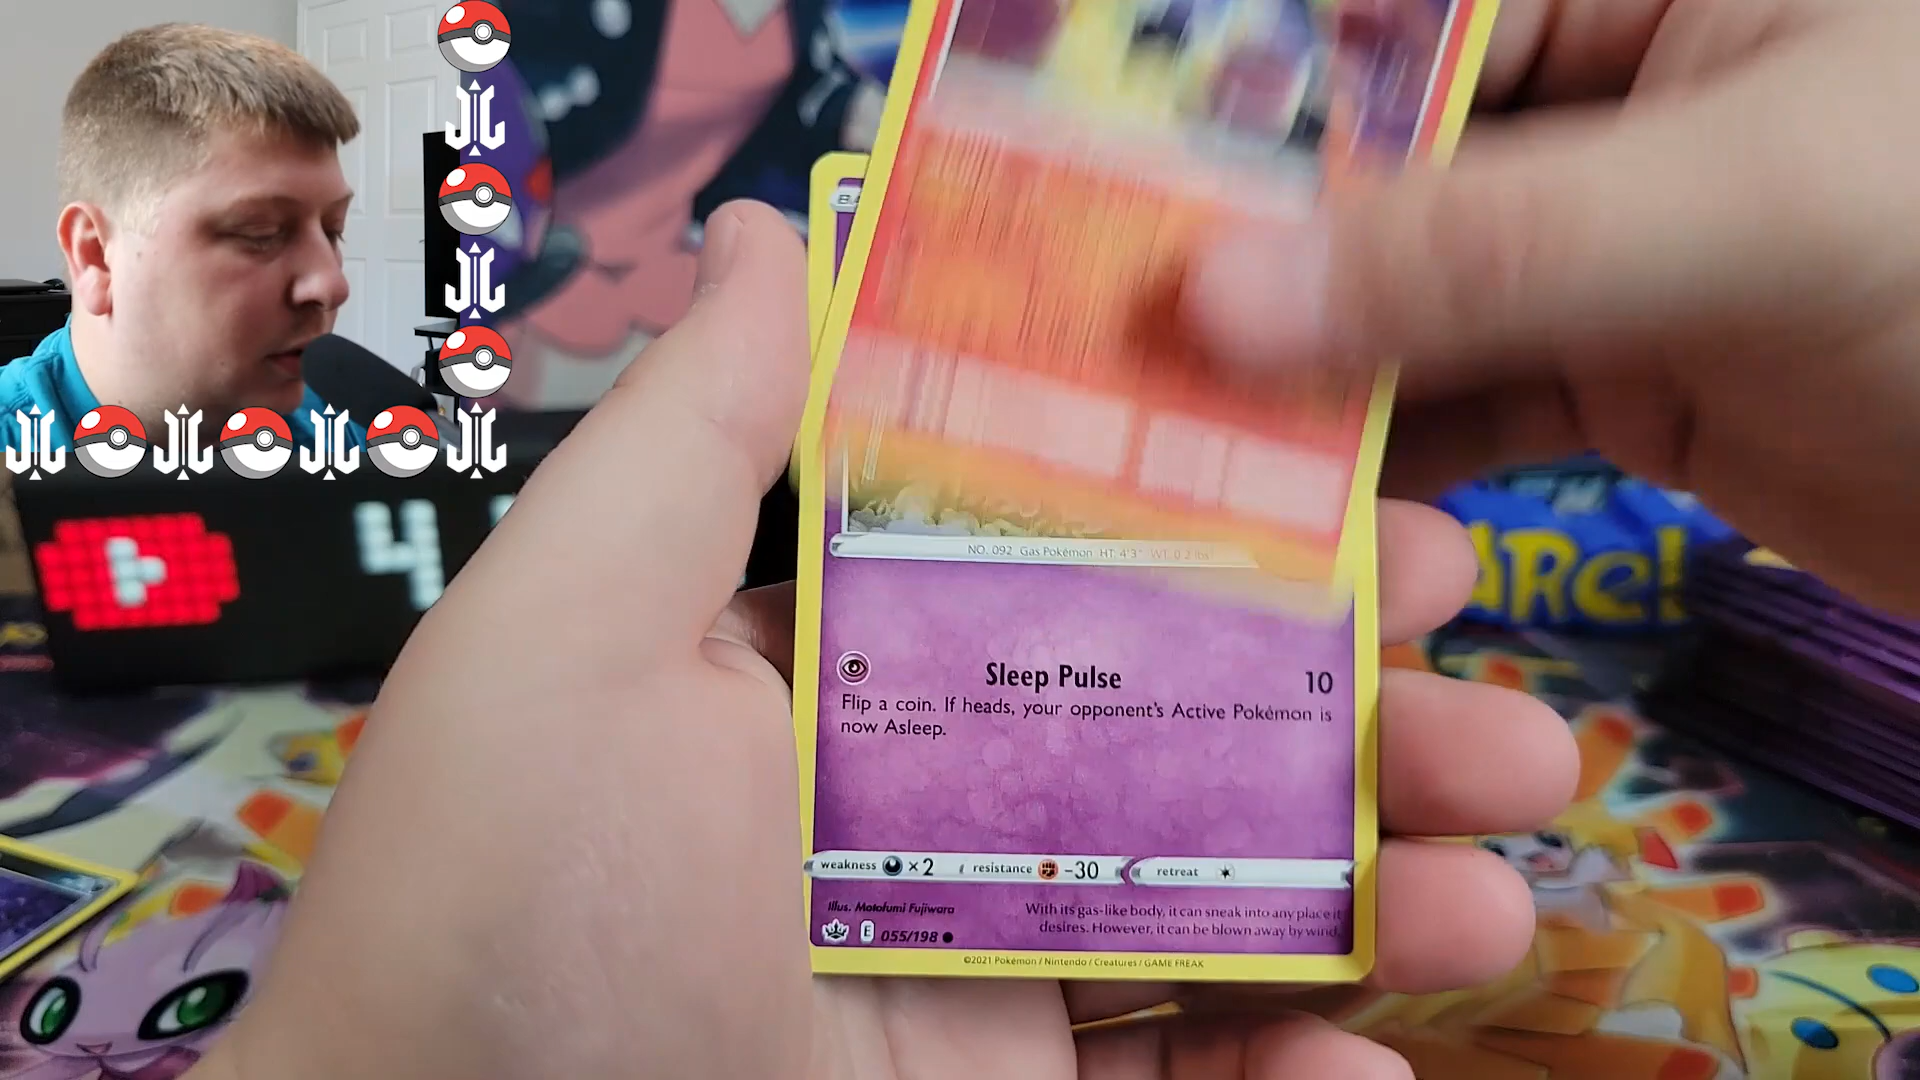 4
ARe!
NO. 092 Gas Pokémon HT: 4'3" WT: 0.2 lbs
Sleep Pulse 10
Flip a coin. If heads, your opponent's Active Pokémon is
now Asleep.
weakness ×2 resistance -30 retreat
Illus. Motofumi Fujiwara
With its gas-like body, it can sneak into any place it
desires. However, it can be blown away by wind.
E 055/198
©2021 Pokémon / Nintendo / Creatures / GAME FREAK